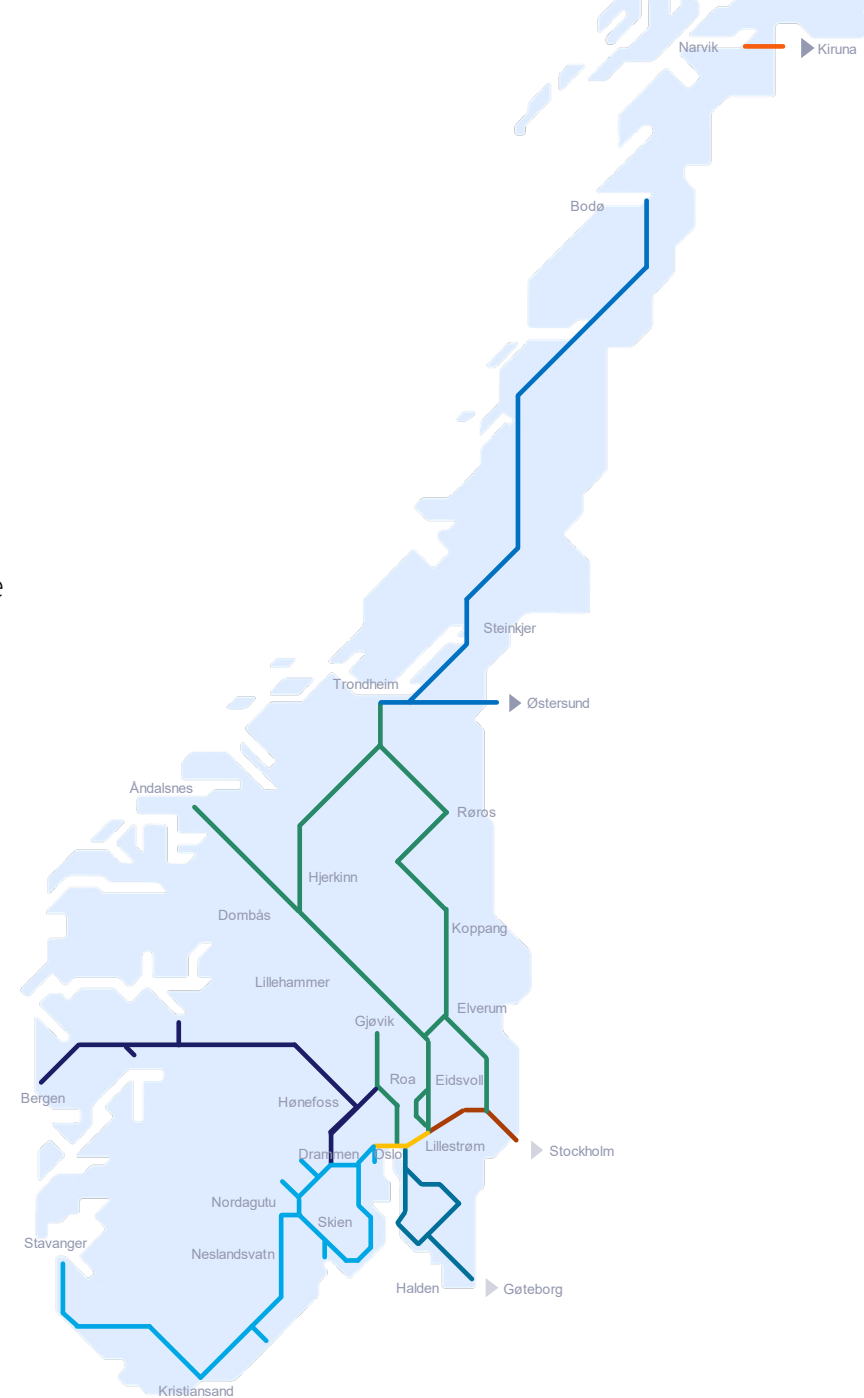 Narvik
Kiruna
Bodø
e
Steinkjer
Trondheim
Østersund
Åndalsnes
Røros
Hjerkinn
Dombås
Koppang
Lillehammer
Elverum
Gjøvik
Roa
Eidsvoll
Hønefoss
Bergen
Drammen
Oslo
Lillestrøm
Stockholm
Nordagutu
Skien
Stavanger
Neslandsvatn
Halden
Gøteborg
Kristiansand